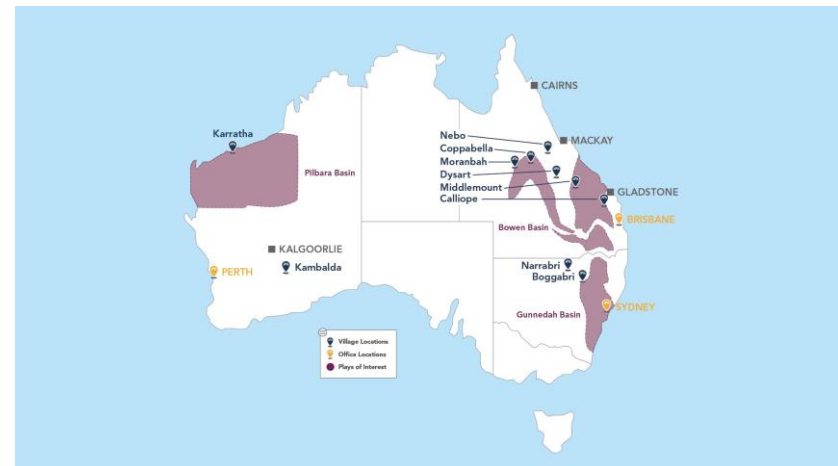 CAIRNS
Karratha
Nebo
MACKAY
Coppabella
Moranbah
Pilbara Basin
Dysart
Middlemount
GLADSTONE
Calliope
BRISBANE
Bowen Basin
KALGOORLIE
PERTH
Kambalda
Narrabri
Boggabri
SYDNEY
Gunnedah Basin
Village Locations
Office Locations
Plays of Interest